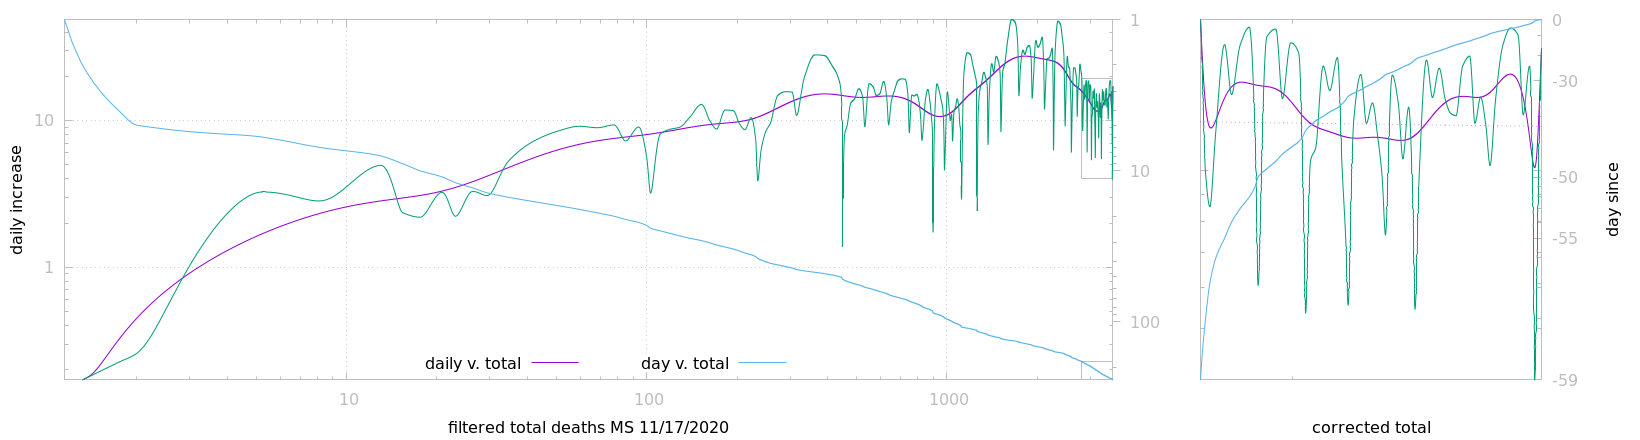 daily increase
10
1
1
10
100
daily v. total
day v. total
10
100
1000
filtered total deaths MS 11/17/2020
0
-30
-50
-55
-59
day since
corrected total